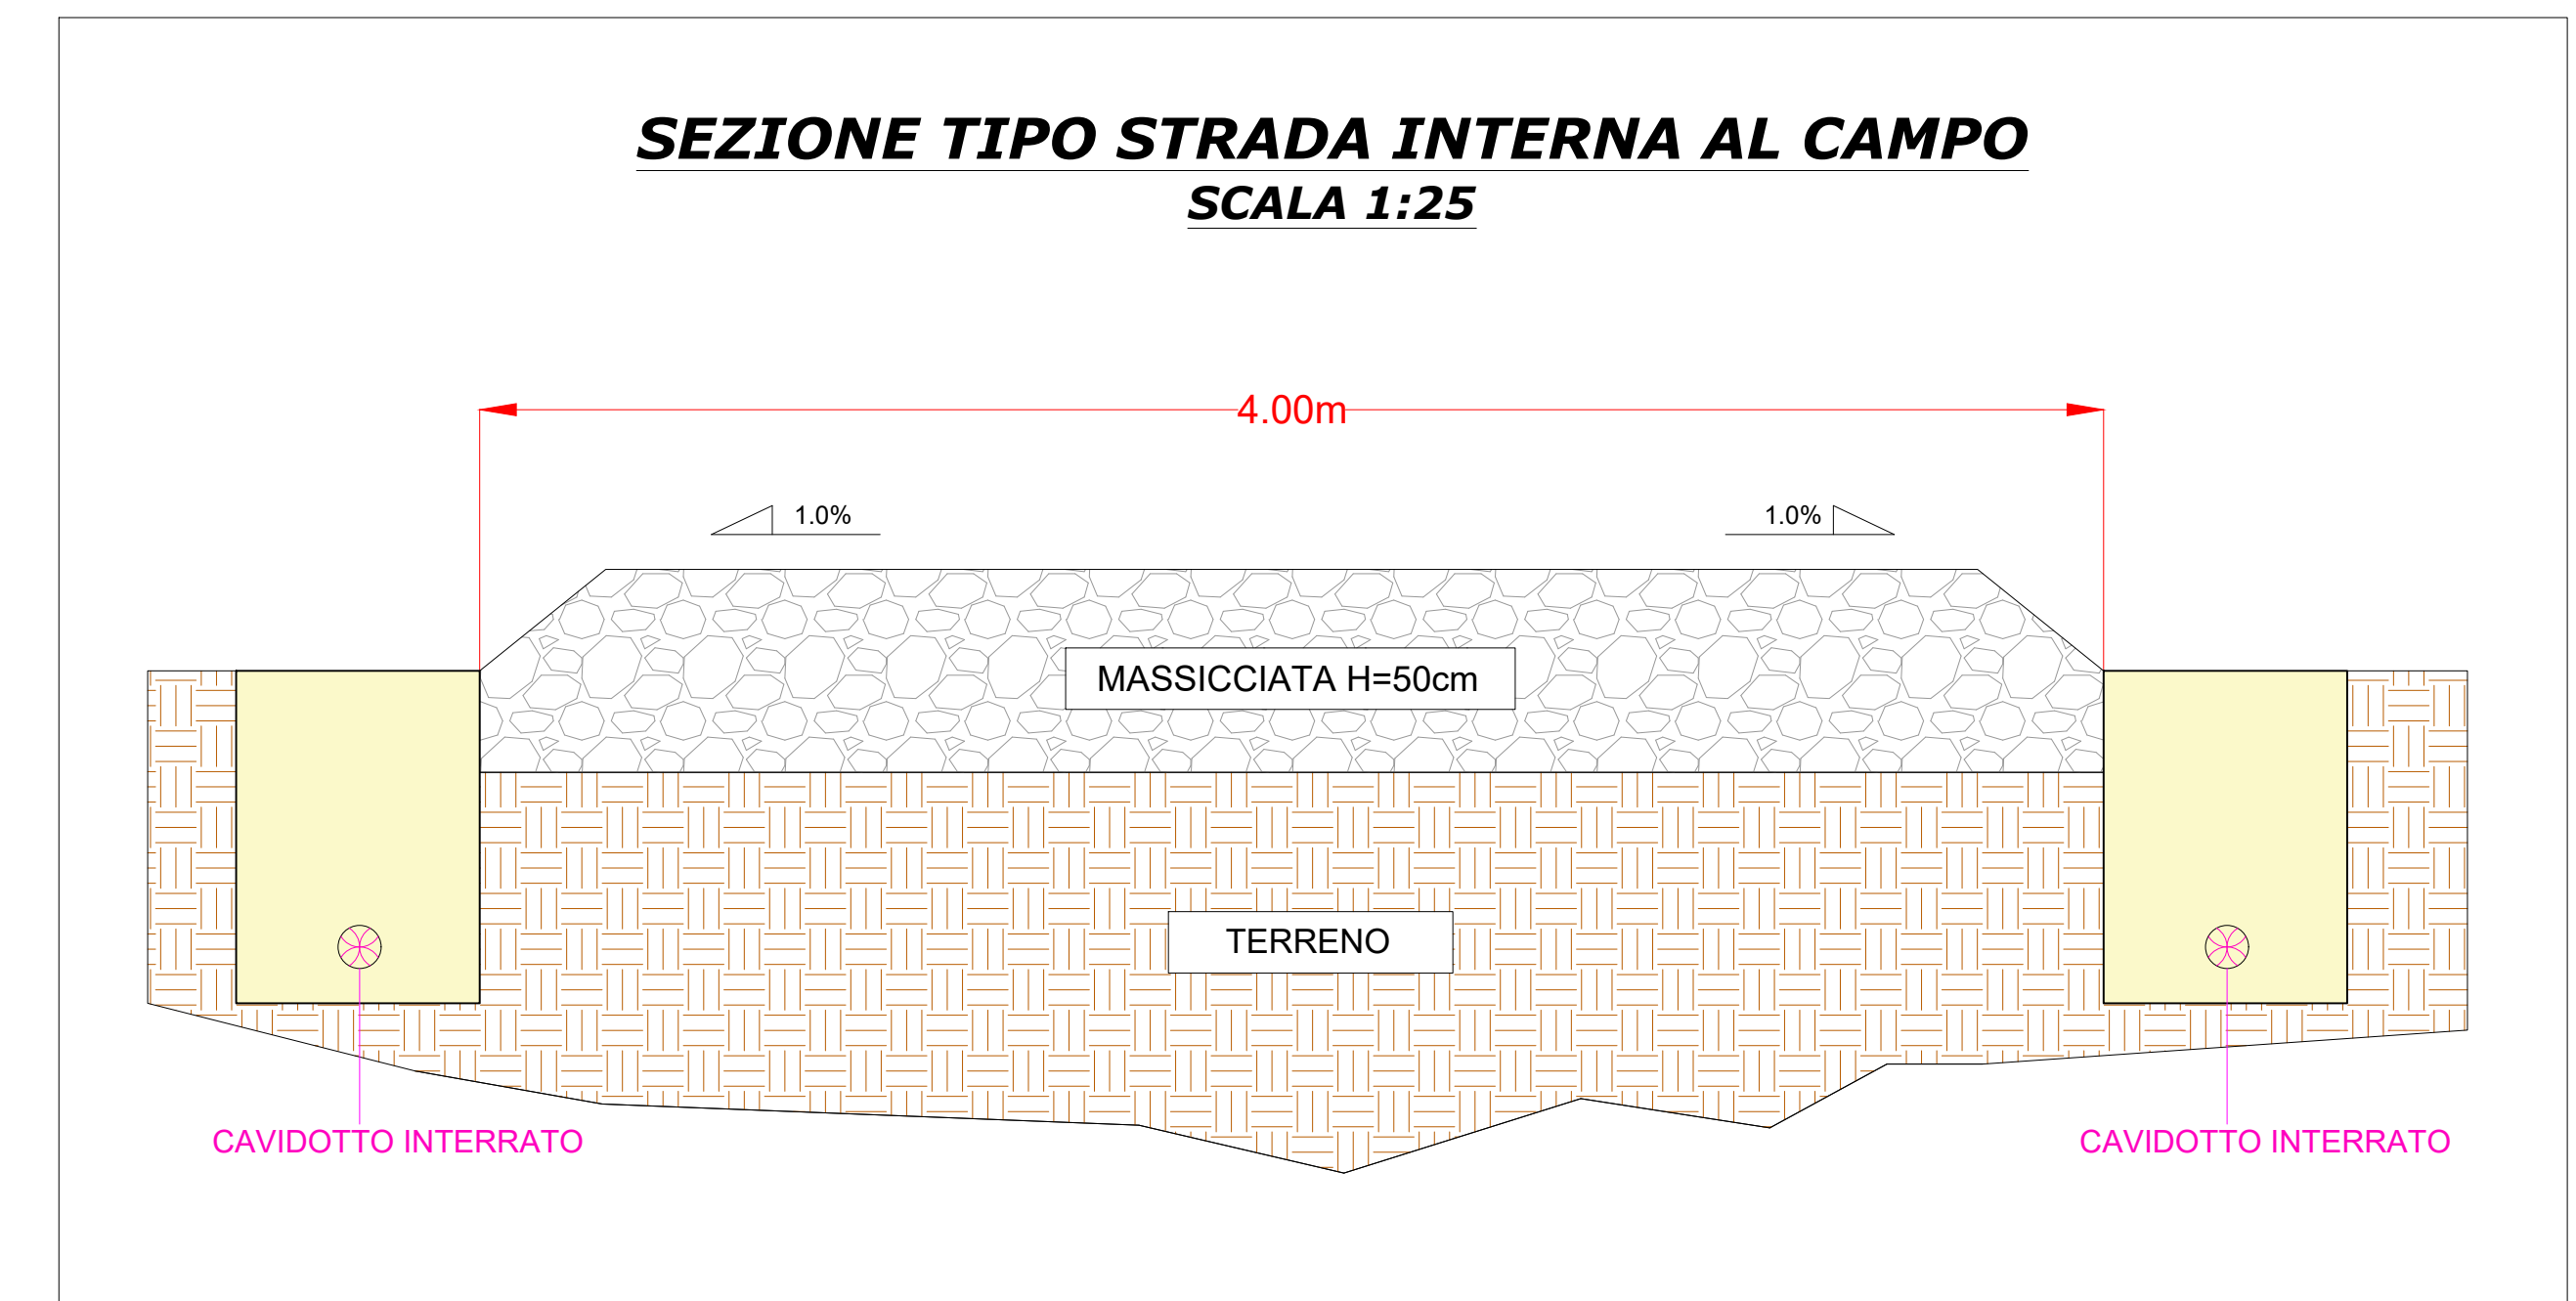 SEZIONE TIPO STRADA INTERNA AL CAMPO
SCALA 1:25
4.00m
1.0%
1.0%
MASSICCIATA H=50cm
TERRENO
CAVIDOTTO INTERRATO
CAVIDOTTO INTERRATO